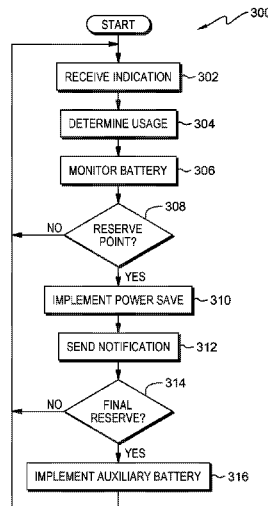 START
300
RECEIVE INDICATION
302
DETERMINE USAGE
304
MONITOR BATTERY
306
308
RESERVE
POINT?
NO
YES
IMPLEMENT POWER SAVE
310
SEND NOTIFICATION
312
314
FINAL
RESERVE?
NO
YES
IMPLEMENT AUXILIARY BATTERY
316